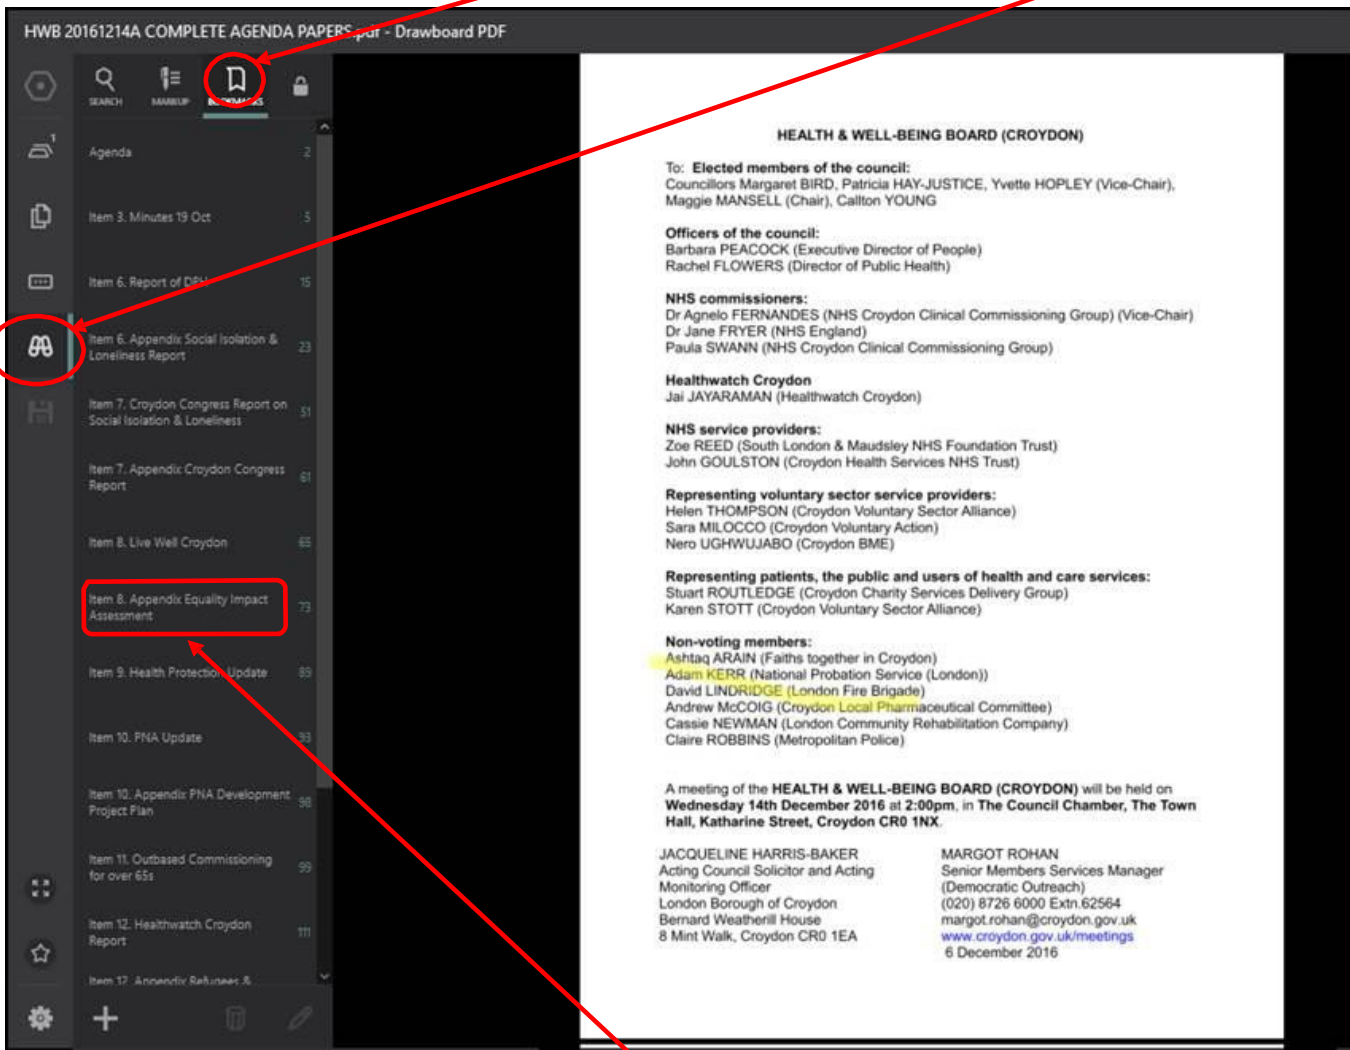 HWB 20161214A COMPLETE AGENDA PAPERS.pdf - Drawboard PDF
SEARCH
MARKUP
BOOKMARKS
1
Agenda 2
Item 3. Minutes 19 Oct 5
Item 6. Report of DPH 15
Item 6. Appendix Social Isolation &
Loneliness Report 23
Item 7. Croydon Congress Report on
Social Isolation & Loneliness 51
Item 7. Appendix Croydon Congress
Report 61
Item 8. Live Well Croydon 65
Item 8. Appendix Equality Impact
Assessment 73
Item 9. Health Protection Update 89
Item 10. PNA Update 93
Item 10. Appendix PNA Development
Project Plan 98
Item 11. Outbased Commissioning
for over 65s 99
Item 12. Healthwatch Croydon
Report 111
Item 12. Appendix Refugees &
HEALTH & WELL-BEING BOARD (CROYDON)
To: Elected members of the council:
Councillors Margaret BIRD, Patricia HAY-JUSTICE, Yvette HOPLEY (Vice-Chair),
Maggie MANSELL (Chair), Callton YOUNG
Officers of the council:
Barbara PEACOCK (Executive Director of People)
Rachel FLOWERS (Director of Public Health)
NHS commissioners:
Dr Agnelo FERNANDES (NHS Croydon Clinical Commissioning Group) (Vice-Chair)
Dr Jane FRYER (NHS England)
Paula SWANN (NHS Croydon Clinical Commissioning Group)
Healthwatch Croydon
Jai JAYARAMAN (Healthwatch Croydon)
NHS service providers:
Zoe REED (South London & Maudsley NHS Foundation Trust)
John GOULSTON (Croydon Health Services NHS Trust)
Representing voluntary sector service providers:
Helen THOMPSON (Croydon Voluntary Sector Alliance)
Sara MILOCCO (Croydon Voluntary Action)
Nero UGHWUJABO (Croydon BME)
Representing patients, the public and users of health and care services:
Stuart ROUTLEDGE (Croydon Charity Services Delivery Group)
Karen STOTT (Croydon Voluntary Sector Alliance)
Non-voting members:
Ashtaq ARAIN (Faiths together in Croydon)
Adam KERR (National Probation Service (London))
David LINDRIDGE (London Fire Brigade)
Andrew McCOIG (Croydon Local Pharmaceutical Committee)
Cassie NEWMAN (London Community Rehabilitation Company)
Claire ROBBINS (Metropolitan Police)
A meeting of the HEALTH & WELL-BEING BOARD (CROYDON) will be held on
Wednesday 14th December 2016 at 2:00pm, in The Council Chamber, The Town
Hall, Katharine Street, Croydon CR0 1NX.
JACQUELINE HARRIS-BAKER
Acting Council Solicitor and Acting
Monitoring Officer
London Borough of Croydon
Bernard Weatherill House
8 Mint Walk, Croydon CR0 1EA
MARGOT ROHAN
Senior Members Services Manager
(Democratic Outreach)
(020) 8726 6000 Extn.62564
margot.rohan@croydon.gov.uk
www.croydon.gov.uk/meetings
6 December 2016